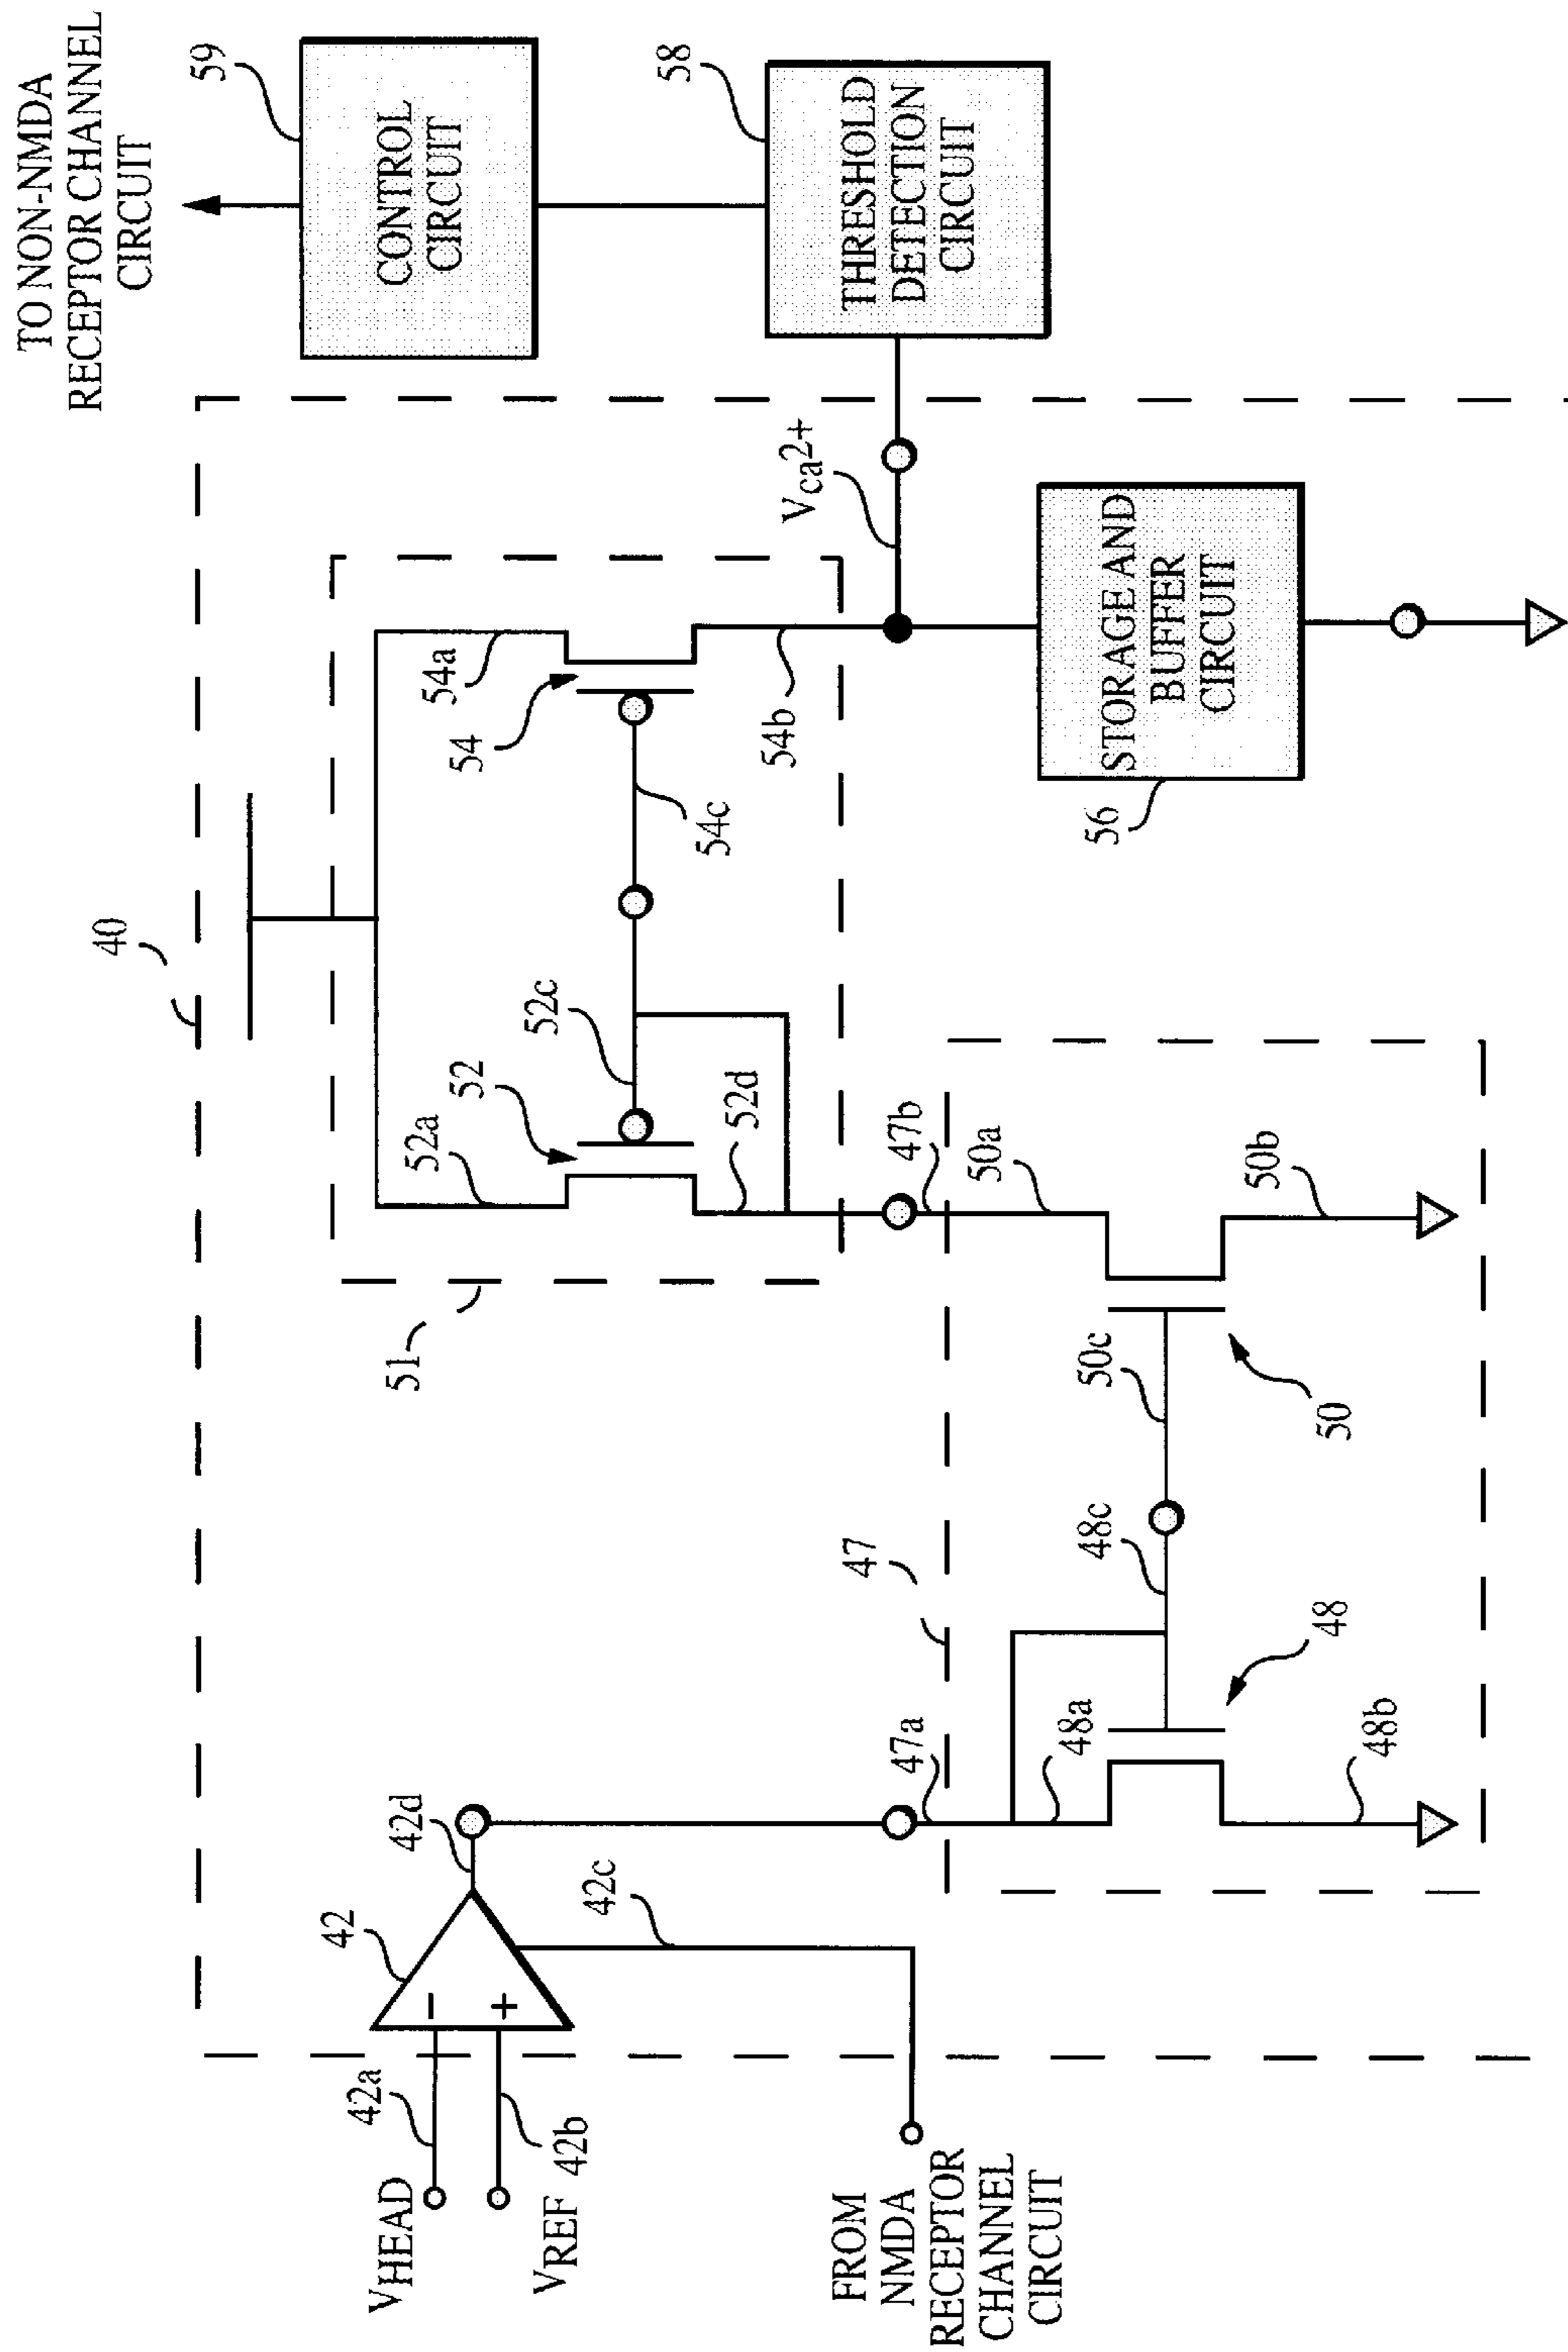 TO NON-NMDA
RECEPTOR CHANNEL
CIRCUIT
59
CONTROL
CIRCUIT
58
THRESHOLD
DETECTION
CIRCUIT
40
Vca2+
STORAGE AND
BUFFER
CIRCUIT
56
54a
54
54b
54c
52c
52
52a
52d
51
47b
50a
50b
50c
50
47
48c
48
47a
48a
48b
42d
42
42c
−
+
42a
42b
VHEAD
VREF
FROM
NMDA
RECEPTOR
CHANNEL
CIRCUIT